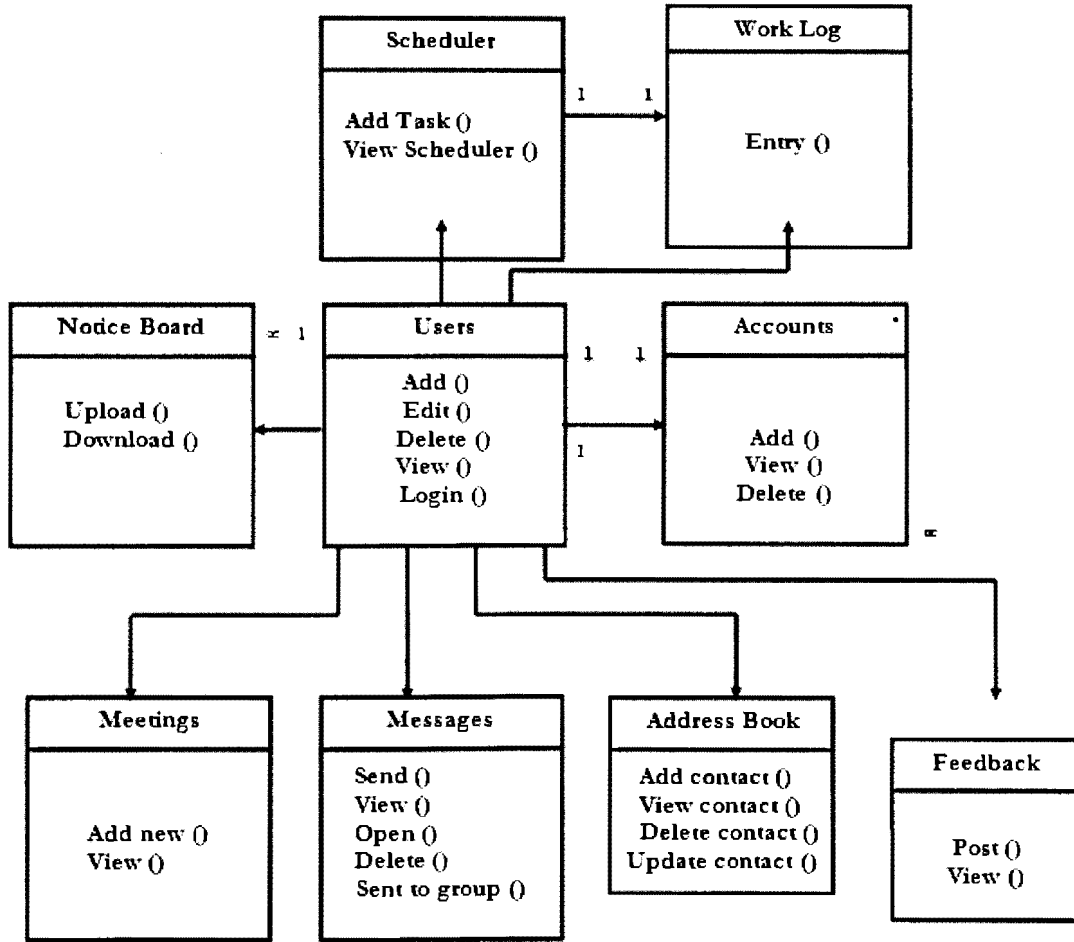 Scheduler
Add Task ()
View Scheduler ()
1 1
Work Log
Entry ()
Notice Board
Upload ()
Download ()
1
Users
Add ()
Edit ()
Delete ()
View ()
Login ()
1 1
1
Accounts
Add ()
View ()
Delete ()
Meetings
Add new ()
View ()
Messages
Send ()
View ()
Open ()
Delete ()
Sent to group ()
Address Book
Add contact ()
View contact ()
Delete contact ()
Update contact ()
Feedback
Post ()
View ()